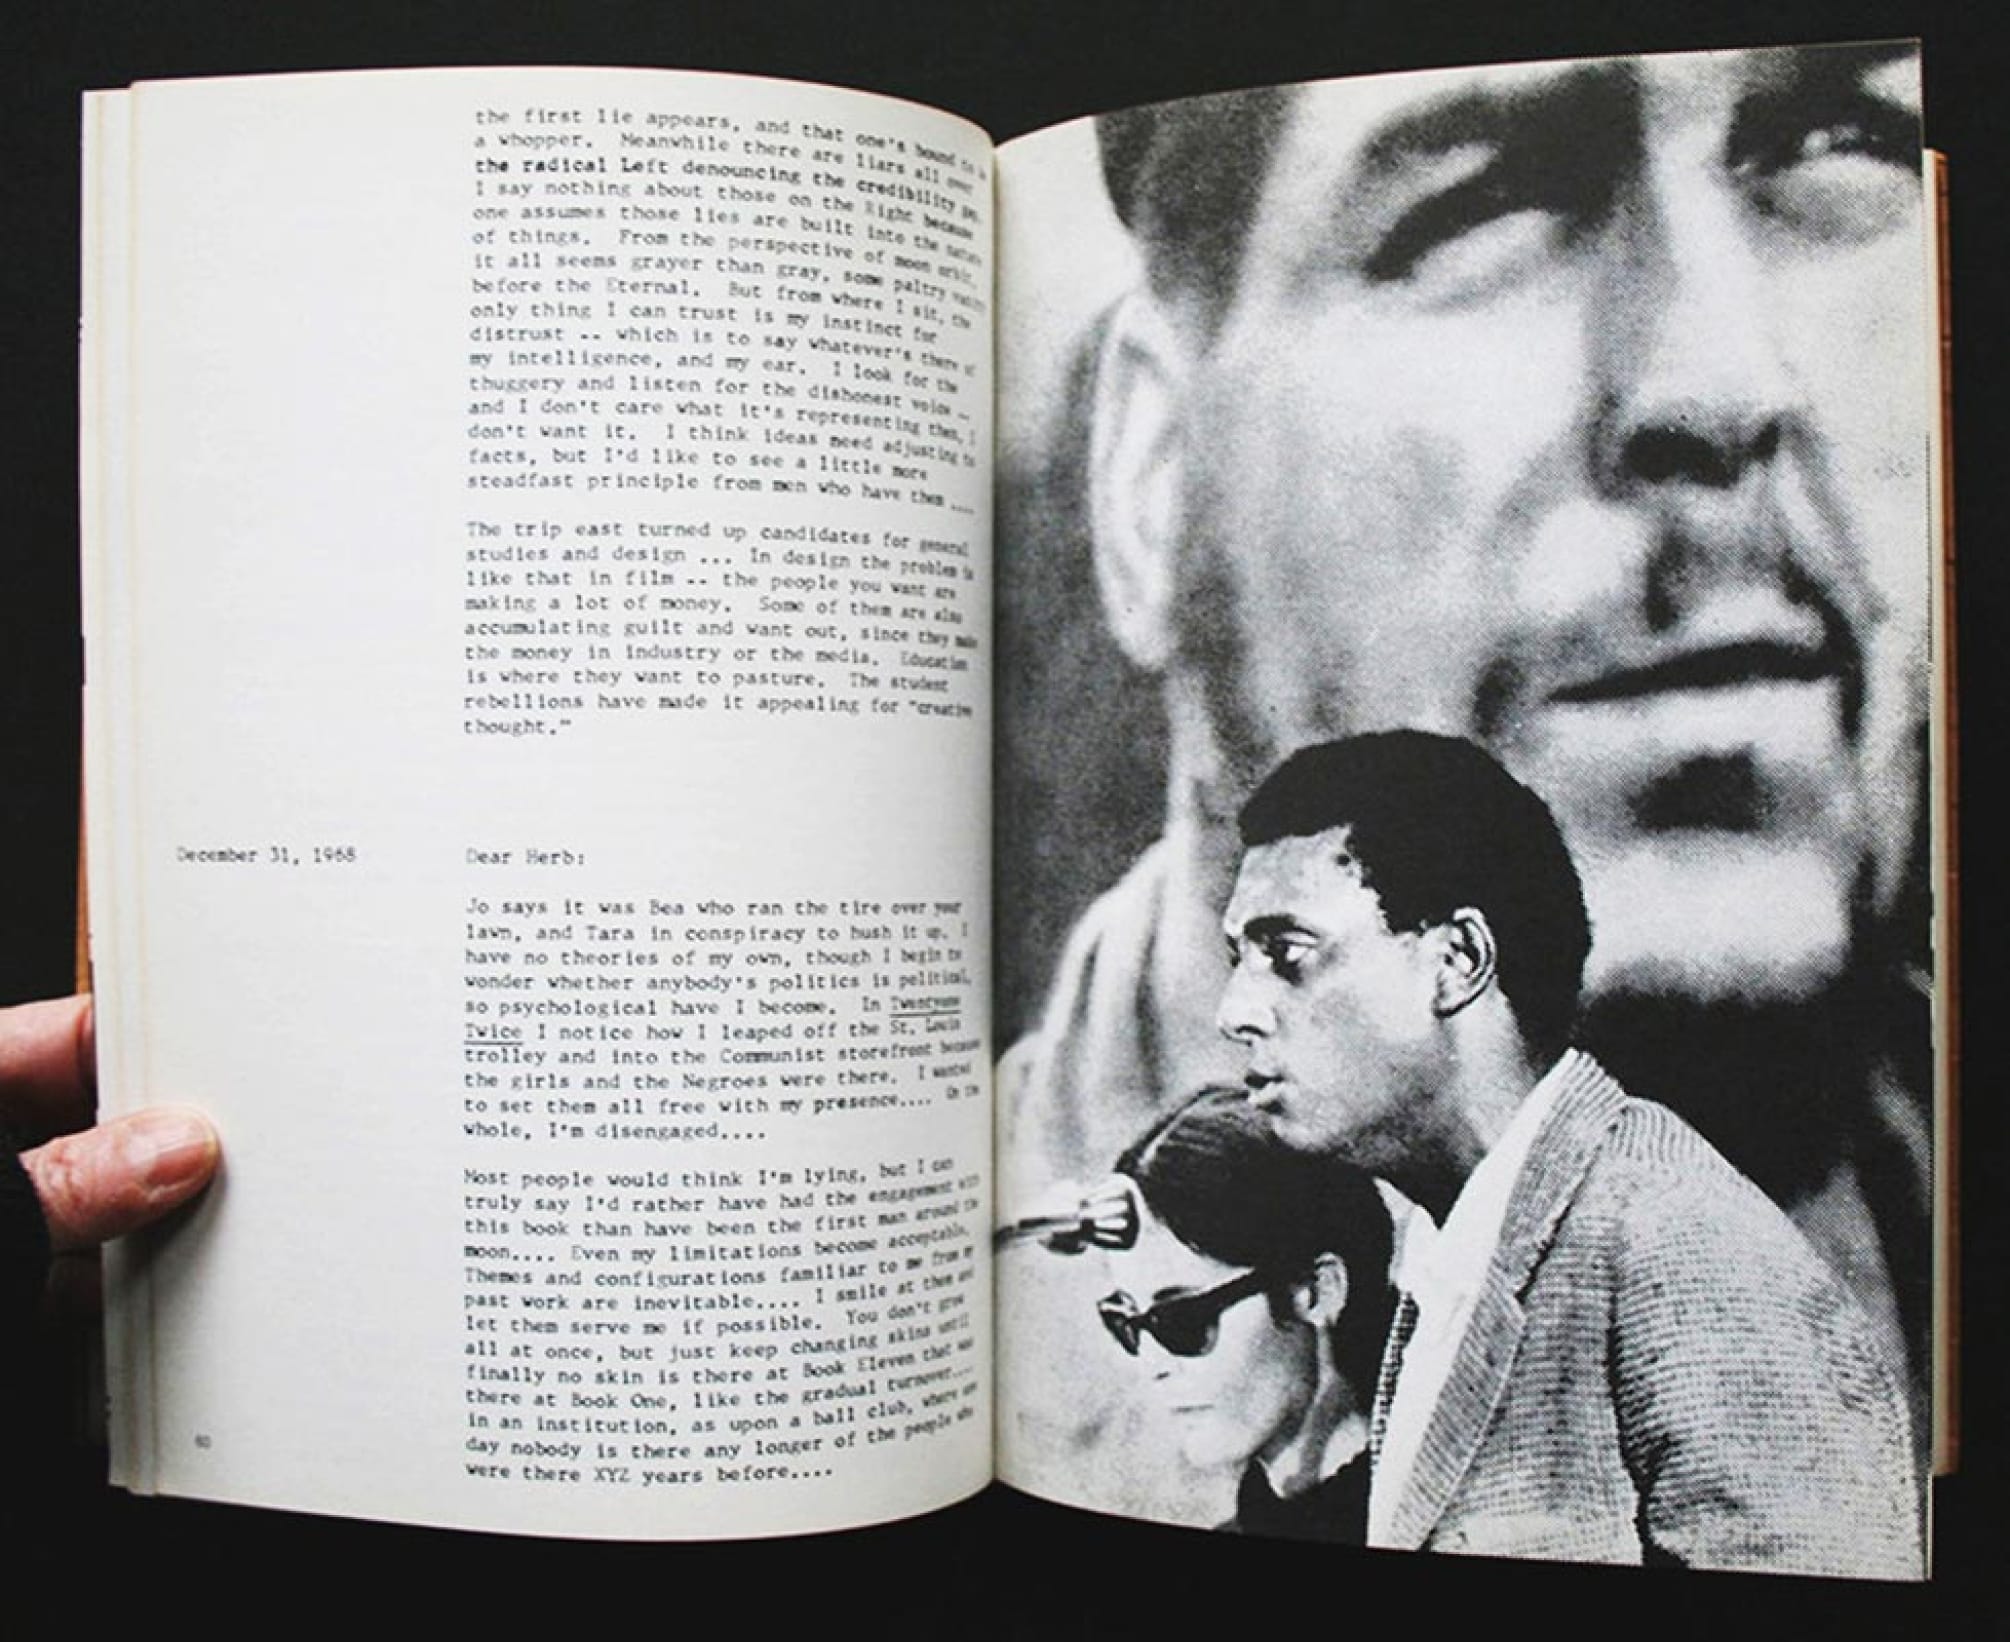 the first lie appears, and that one's bound to
a whopper. Meanwhile there are liars all over
the radical Left denouncing the credibility
I say nothing about those on the Right because
one assumes those lies are built into the nature
of things. From the perspective of moon orbit,
it all seems grayer than gray, some paltry vanity
before the Eternal. But from where I sit, the
only thing I can trust is my instinct for
distrust -- which is to say whatever's there of
my intelligence, and my ear. I look for the
thuggery and listen for the dishonest voice --
and I don't care what it's representing then, I
don't want it. I think ideas need adjusting to
facts, but I'd like to see a little more
steadfast principle from men who have them ....
The trip east turned up candidates for general
studies and design ... In design the problem is
like that in film -- the people you want are
making a lot of money. Some of them are also
accumulating guilt and want out, since they make
the money in industry or the media. Education
is where they want to pasture. The student
rebellions have made it appealing for "creative
thought."
December 31, 1968
Dear Herb:
Jo says it was Bea who ran the tire over your
lawn, and Tara in conspiracy to hush it up. I
have no theories of my own, though I begin to
wonder whether anybody's politics is political,
so psychological have I become. In Twentyone
Twice I notice how I leaped off the St. Louis
trolley and into the Communist storefront because
the girls and the Negroes were there. I wanted
to set them all free with my presence.... On the
whole, I'm disengaged....
Most people would think I'm lying, but I can
truly say I'd rather have had the engagement with
this book than have been the first man around the
moon.... Even my limitations become acceptable.
Themes and configurations familiar to me from my
past work are inevitable.... I smile at them and
let them serve me if possible. You don't grow
all at once, but just keep changing skins until
finally no skin is there at Book Eleven that was
there at Book One, like the gradual turnover...
in an institution, as upon a ball club, where one
day nobody is there any longer of the people who
were there XYZ years before....
60